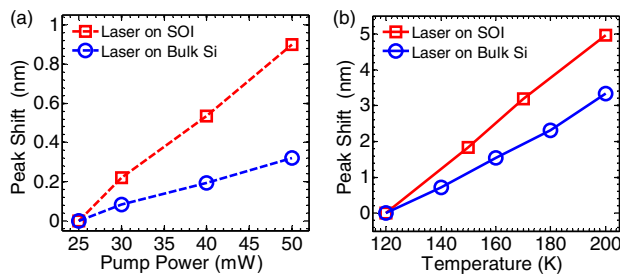 (a)
Laser on SOI
Laser on Bulk Si
Peak Shift (nm)
1
0.8
0.6
0.4
0.2
0
25 30 40 50
Pump Power (mW)
(b)
Laser on SOI
Laser on Bulk Si
Peak Shift (nm)
5
4
3
2
1
0
120 140 160 180 200
Temperature (K)